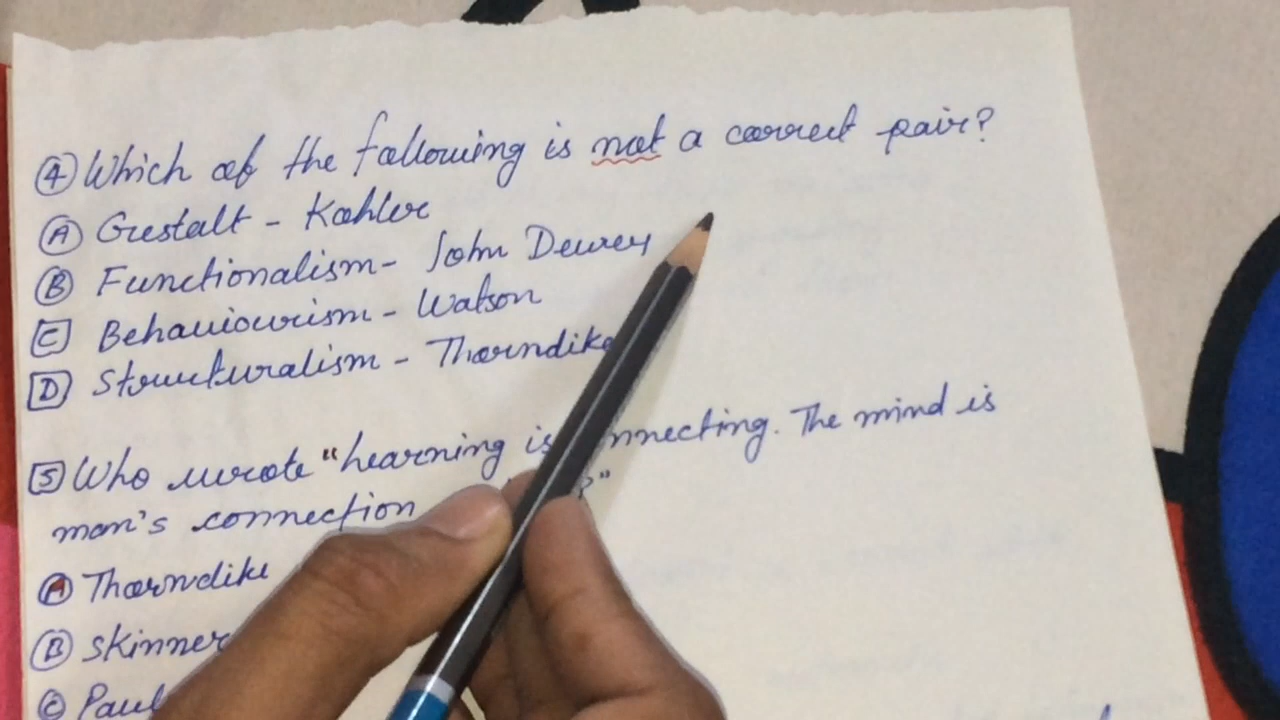 ④ Which of the following is not a correct pair?
Ⓐ Gestalt - Kohler
Ⓑ Functionalism - John Dewey
C Behaviourism - Watson
D Structuralism - Thorndike
5 Who wrote "Learning is connecting. The mind is
man's connection
Ⓐ Thorndike
Ⓑ Skinner
Ⓒ Paul